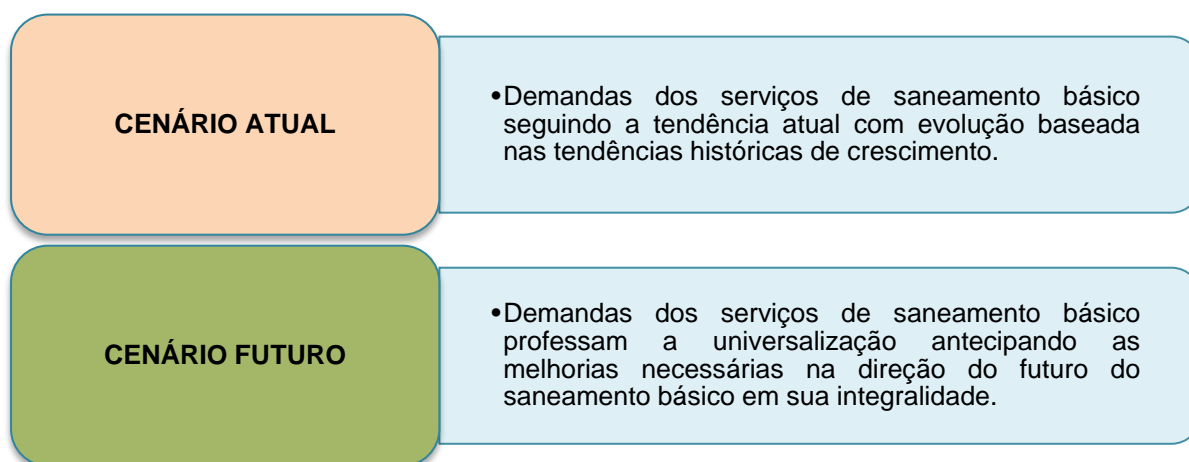 CENÁRIO ATUAL
•Demandas dos serviços de saneamento básico
seguindo a tendência atual com evolução baseada
nas tendências históricas de crescimento.
CENÁRIO FUTURO
•Demandas dos serviços de saneamento básico
professam a universalização antecipando as
melhorias necessárias na direção do futuro do
saneamento básico em sua integralidade.